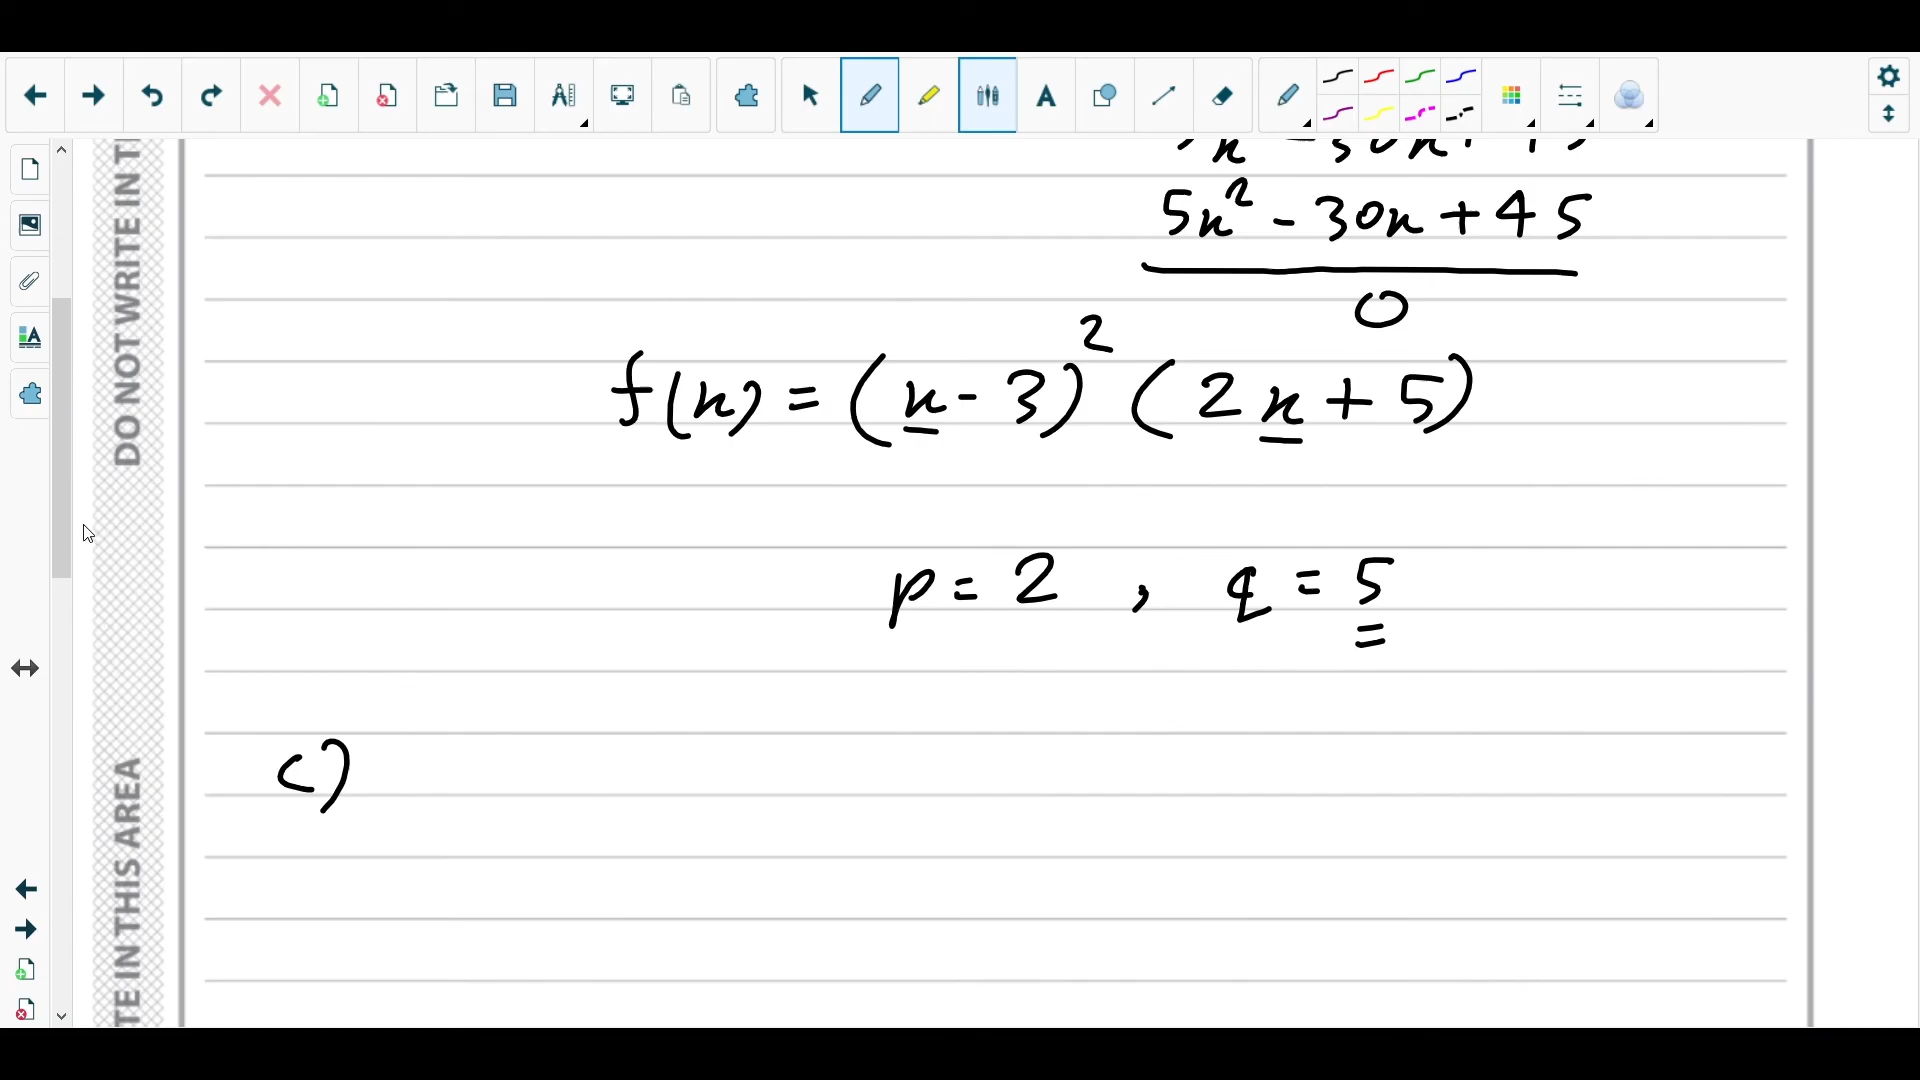 DO NOT WRITE IN T
TE IN THIS AREA
5x² - 30x + 45
0
f(x) = (x - 3)² (2x + 5)
p = 2 , q = 5
c)